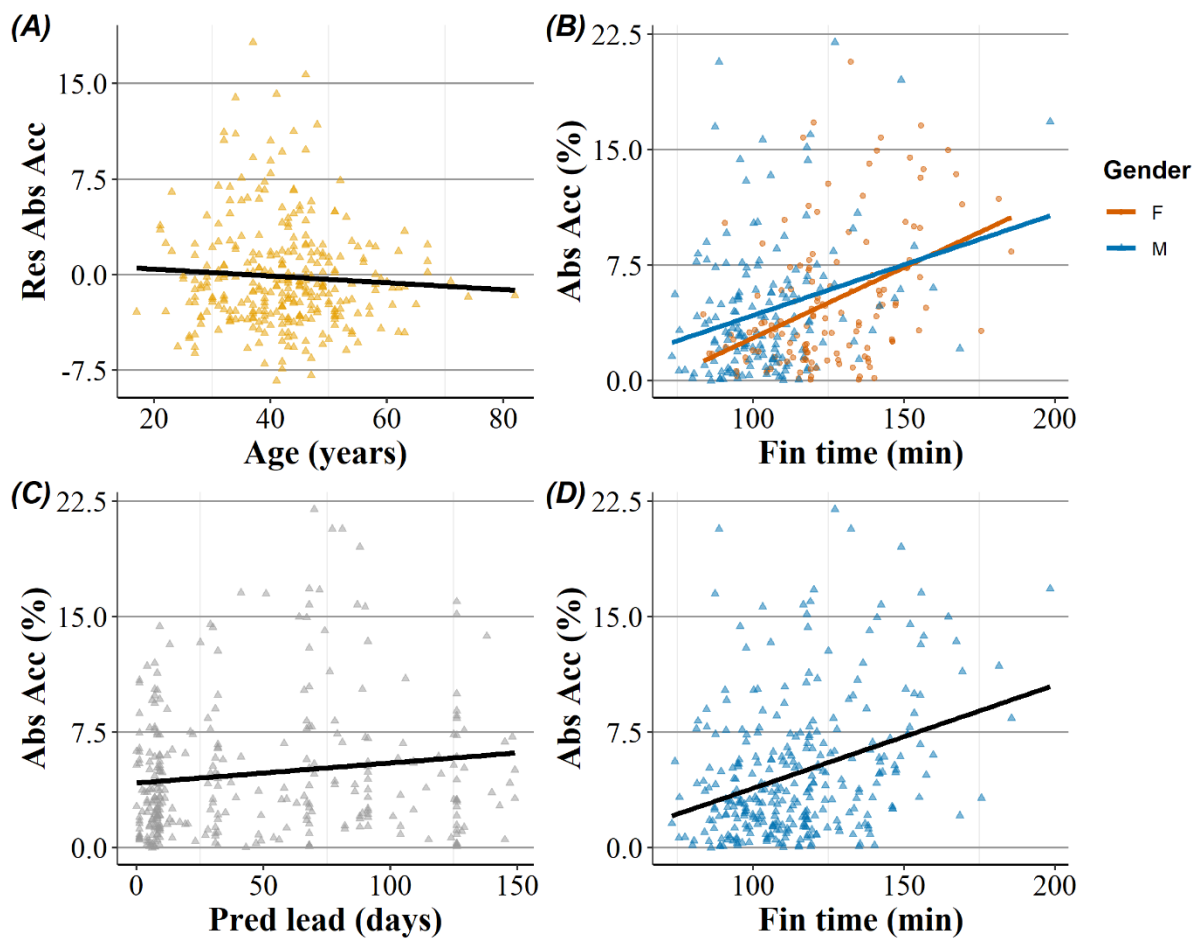 (A)
Res Abs Acc
15.0
7.5
0.0
-7.5
20 40 60 80
Age (years)
(B)
Abs Acc (%)
22.5
15.0
7.5
0.0
100 150 200
Fin time (min)
Gender
F
M
(C)
Abs Acc (%)
22.5
15.0
7.5
0.0
0 50 100 150
Pred lead (days)
(D)
Abs Acc (%)
22.5
15.0
7.5
0.0
100 150 200
Fin time (min)